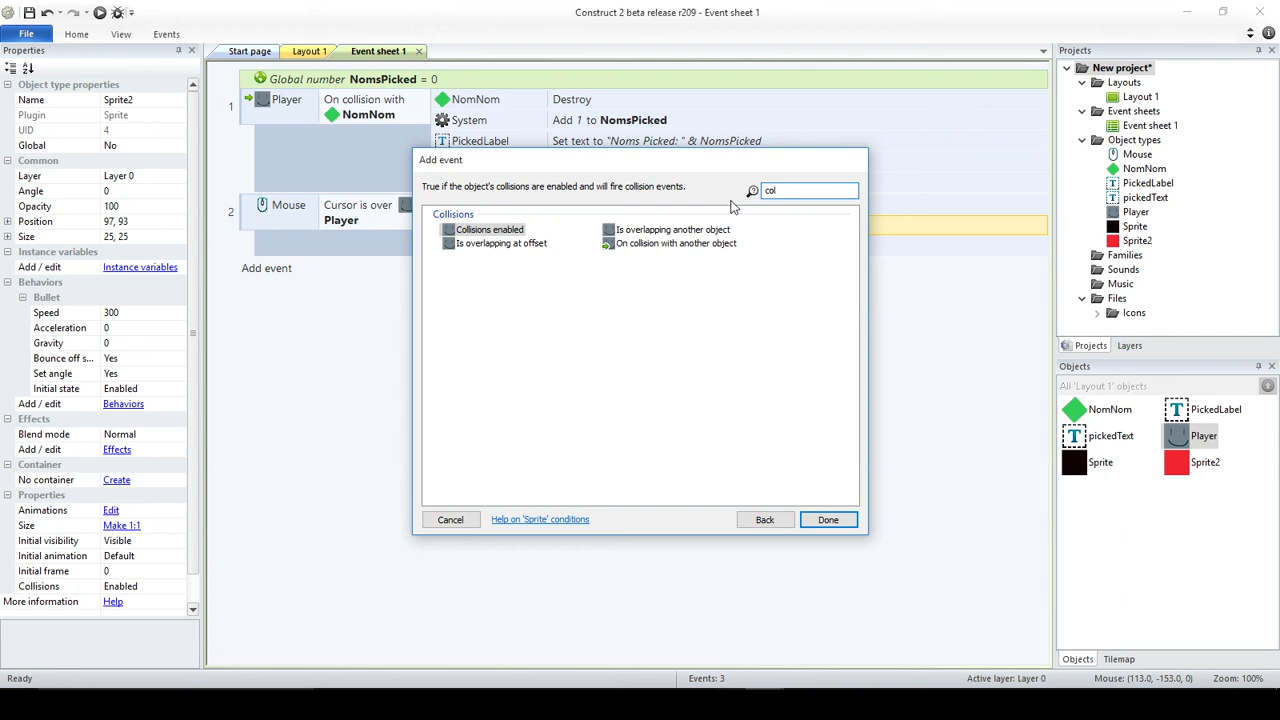 Construct 2 beta release r209 - Event sheet 1
File
Home
View
Events
Properties
Start page
Layout 1
Event sheet 1
Projects
Object type properties
Name Sprite2
Plugin Sprite
UID 4
Global No
Common
Layer Layer 0
Angle 0
Opacity 100
Position 97, 93
Size 25, 25
Instance variables
Add / edit Instance variables
Behaviors
Bullet
Speed 300
Acceleration 0
Gravity 0
Bounce off s... Yes
Set angle Yes
Initial state Enabled
Add / edit Behaviors
Effects
Blend mode Normal
Add / edit Effects
Container
No container Create
Properties
Animations Edit
Size Make 1:1
Initial visibility Visible
Initial animation Default
Initial frame 0
Collisions Enabled
More information Help
Global number NomsPicked = 0
1
Player On collision with NomNom
NomNom Destroy
System Add 1 to NomsPicked
PickedLabel Set text to "Noms Picked: " & NomsPicked
2
Mouse Cursor is over
Player
Add event
Add event
True if the object's collisions are enabled and will fire collision events.
col
Collisions
Collisions enabled
Is overlapping another object
Is overlapping at offset
On collision with another object
Cancel
Help on 'Sprite' conditions
Back
Done
New project*
Layouts
Layout 1
Event sheets
Event sheet 1
Object types
Mouse
NomNom
PickedLabel
pickedText
Player
Sprite
Sprite2
Families
Sounds
Music
Files
Icons
Projects
Layers
Objects
All 'Layout 1' objects
NomNom
PickedLabel
pickedText
Player
Sprite
Sprite2
Objects
Tilemap
Ready
Events: 3
Active layer: Layer 0
Mouse: (113.0, -153.0, 0)
Zoom: 100%